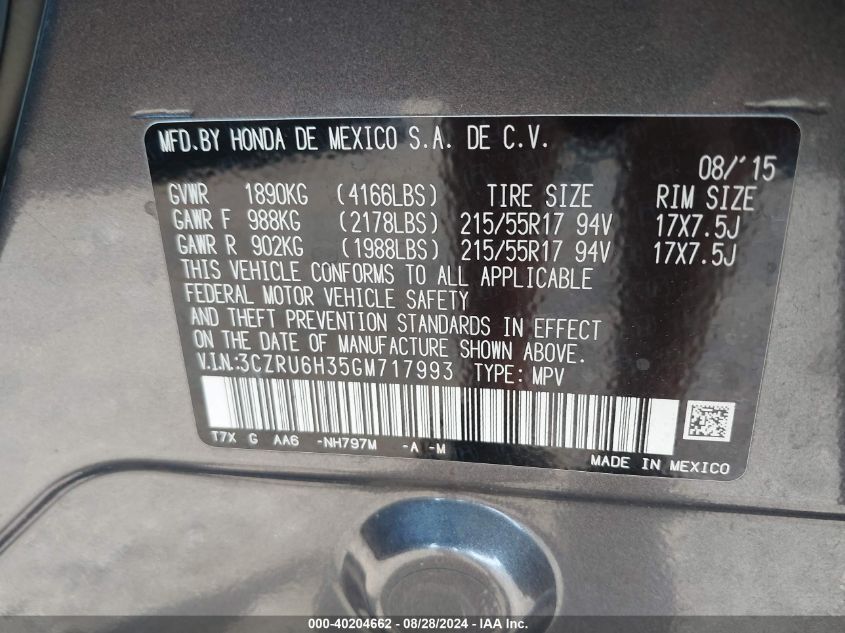 MFD.BY HONDA DE MEXICO S.A. DE C.V.
08/'15
GVWR 1890KG (4166LBS) TIRE SIZE RIM SIZE
GAWR F 988KG (2178LBS) 215/55R17 94V 17X7.5J
GAWR R 902KG (1988LBS) 215/55R17 94V 17X7.5J
THIS VEHICLE CONFORMS TO ALL APPLICABLE
FEDERAL MOTOR VEHICLE SAFETY
AND THEFT PREVENTION STANDARDS IN EFFECT
ON THE DATE OF MANUFACTURE SHOWN ABOVE.
V.I.N:3CZRU6H35GM717993 TYPE: MPV
T7X G AA6 -NH797M -A -M
MADE IN MEXICO
000-40204662 - 08/28/2024 - IAA Inc.